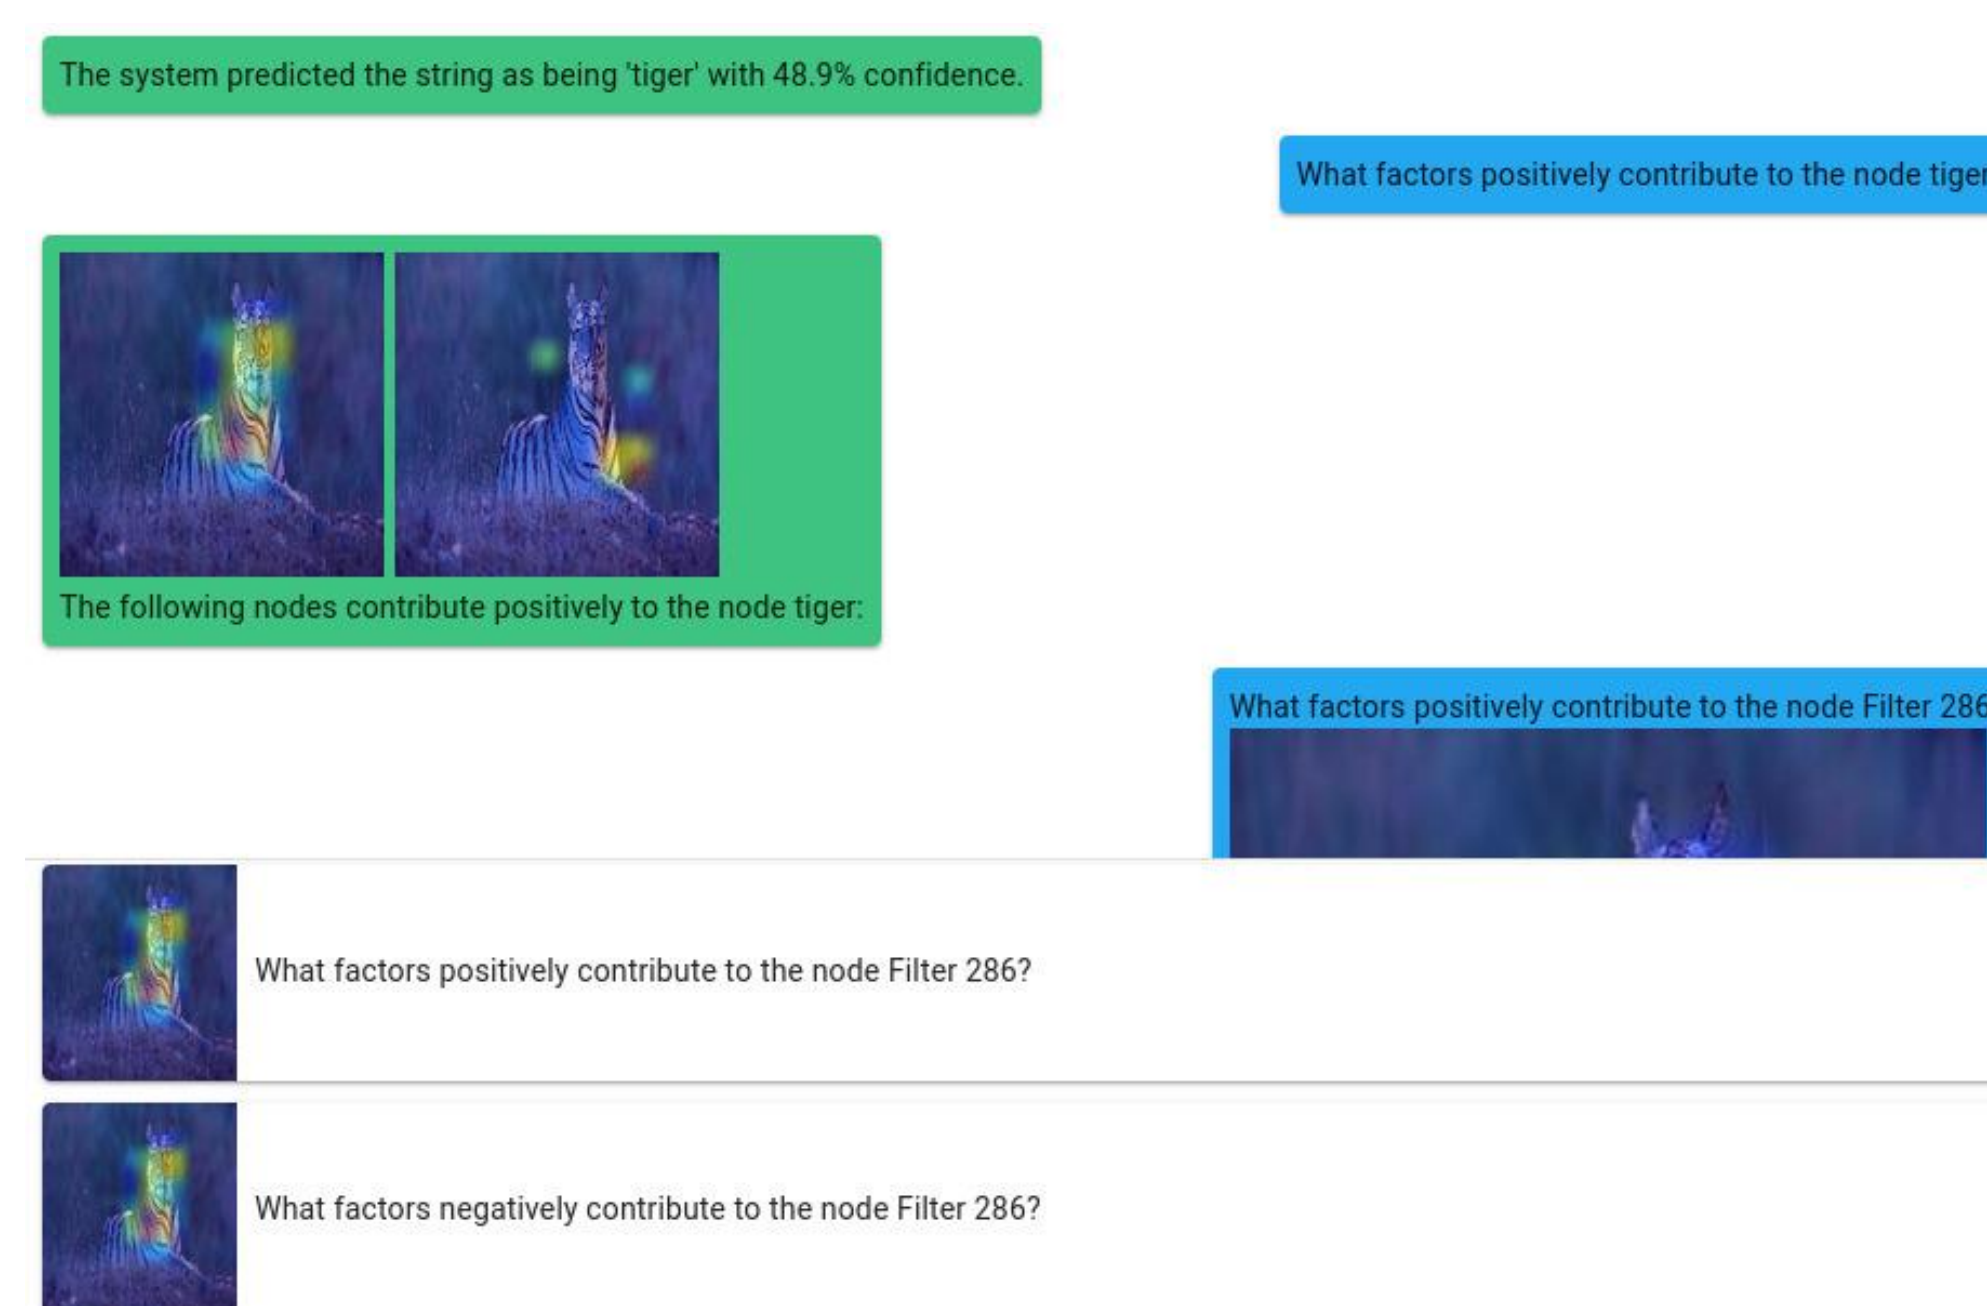 The system predicted the string as being 'tiger' with 48.9% confidence.
What factors positively contribute to the node tiger
The following nodes contribute positively to the node tiger:
What factors positively contribute to the node Filter 286
What factors positively contribute to the node Filter 286?
What factors negatively contribute to the node Filter 286?